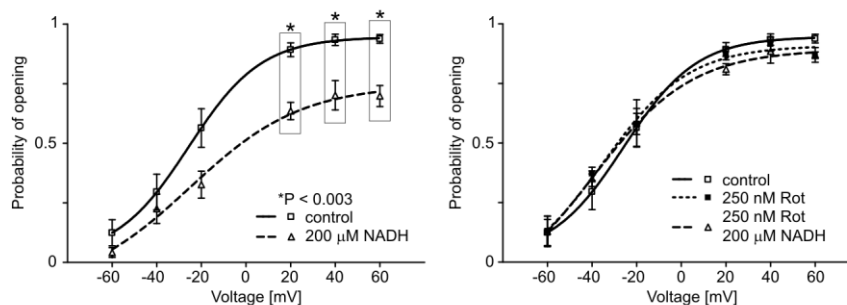 * * *
1
0.5
0
Probability of opening
-60 -40 -20 0 20 40 60
Voltage [mV]
*P < 0.003
control
200 μM NADH
1
0.5
0
Probability of opening
-60 -40 -20 0 20 40 60
Voltage [mV]
control
250 nM Rot
250 nM Rot
200 μM NADH